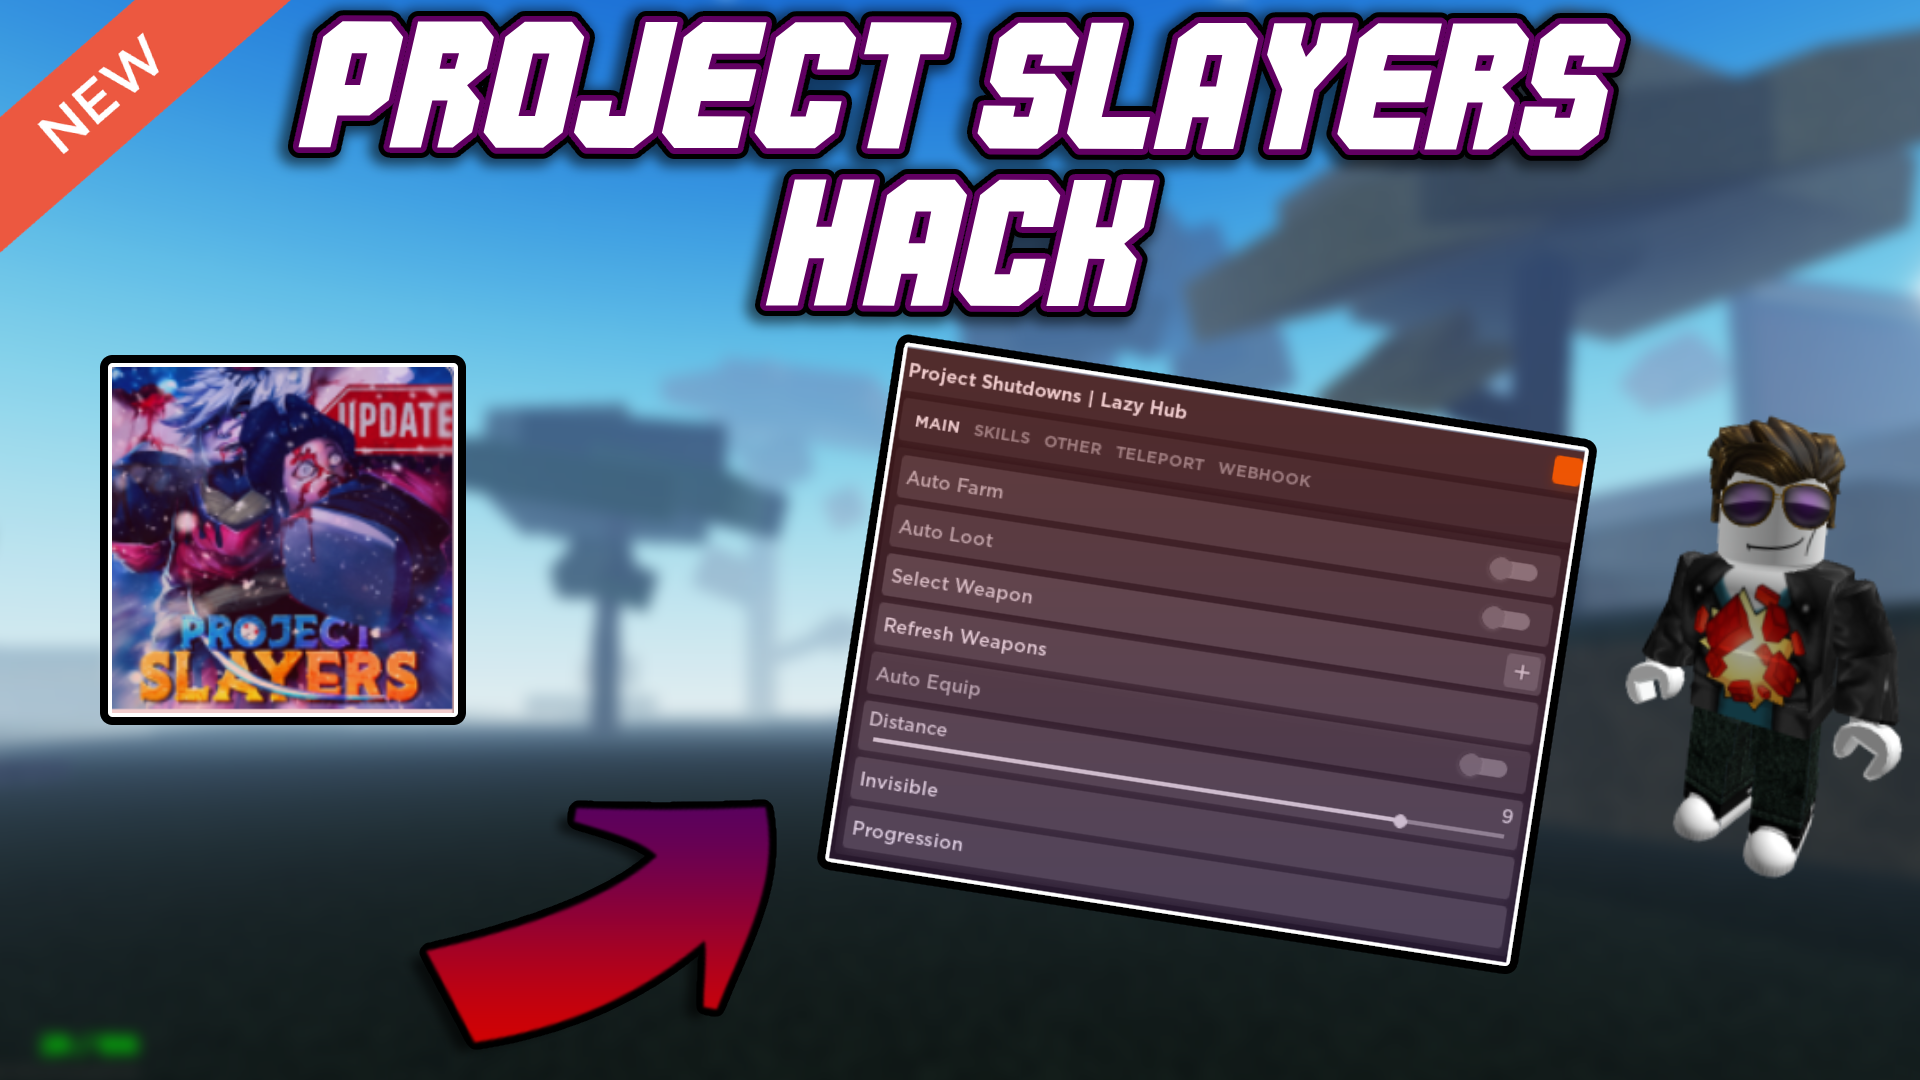 NEW
PROJECT SLAYERS
HACK
UPDATE
PROJECT
SLAYERS
Project Shutdowns | Lazy Hub
MAIN SKILLS OTHER TELEPORT WEBHOOK
Auto Farm
Auto Loot
Select Weapon
Refresh Weapons
+
Auto Equip
Distance
9
Invisible
Progression